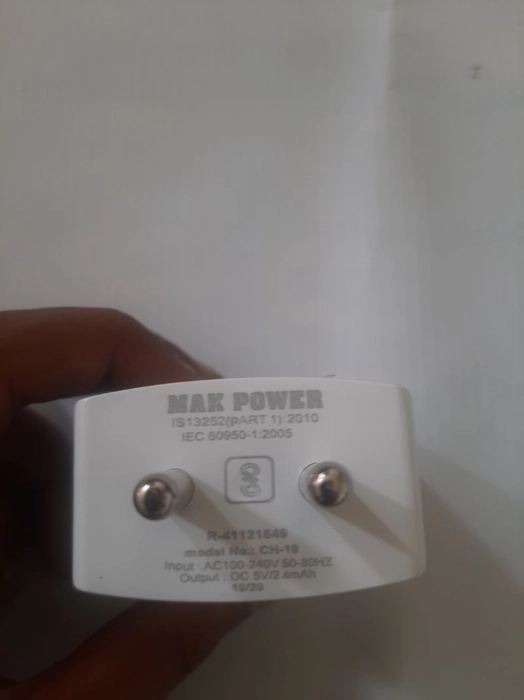 MAK POWER
IS13252(pART 1): 2010
IEC 60950-1:2005
R-41121549
model No.: CH-18
Input : AC100-240V 50-80HZ
Output : DC 5V/2.4mAh
10/20